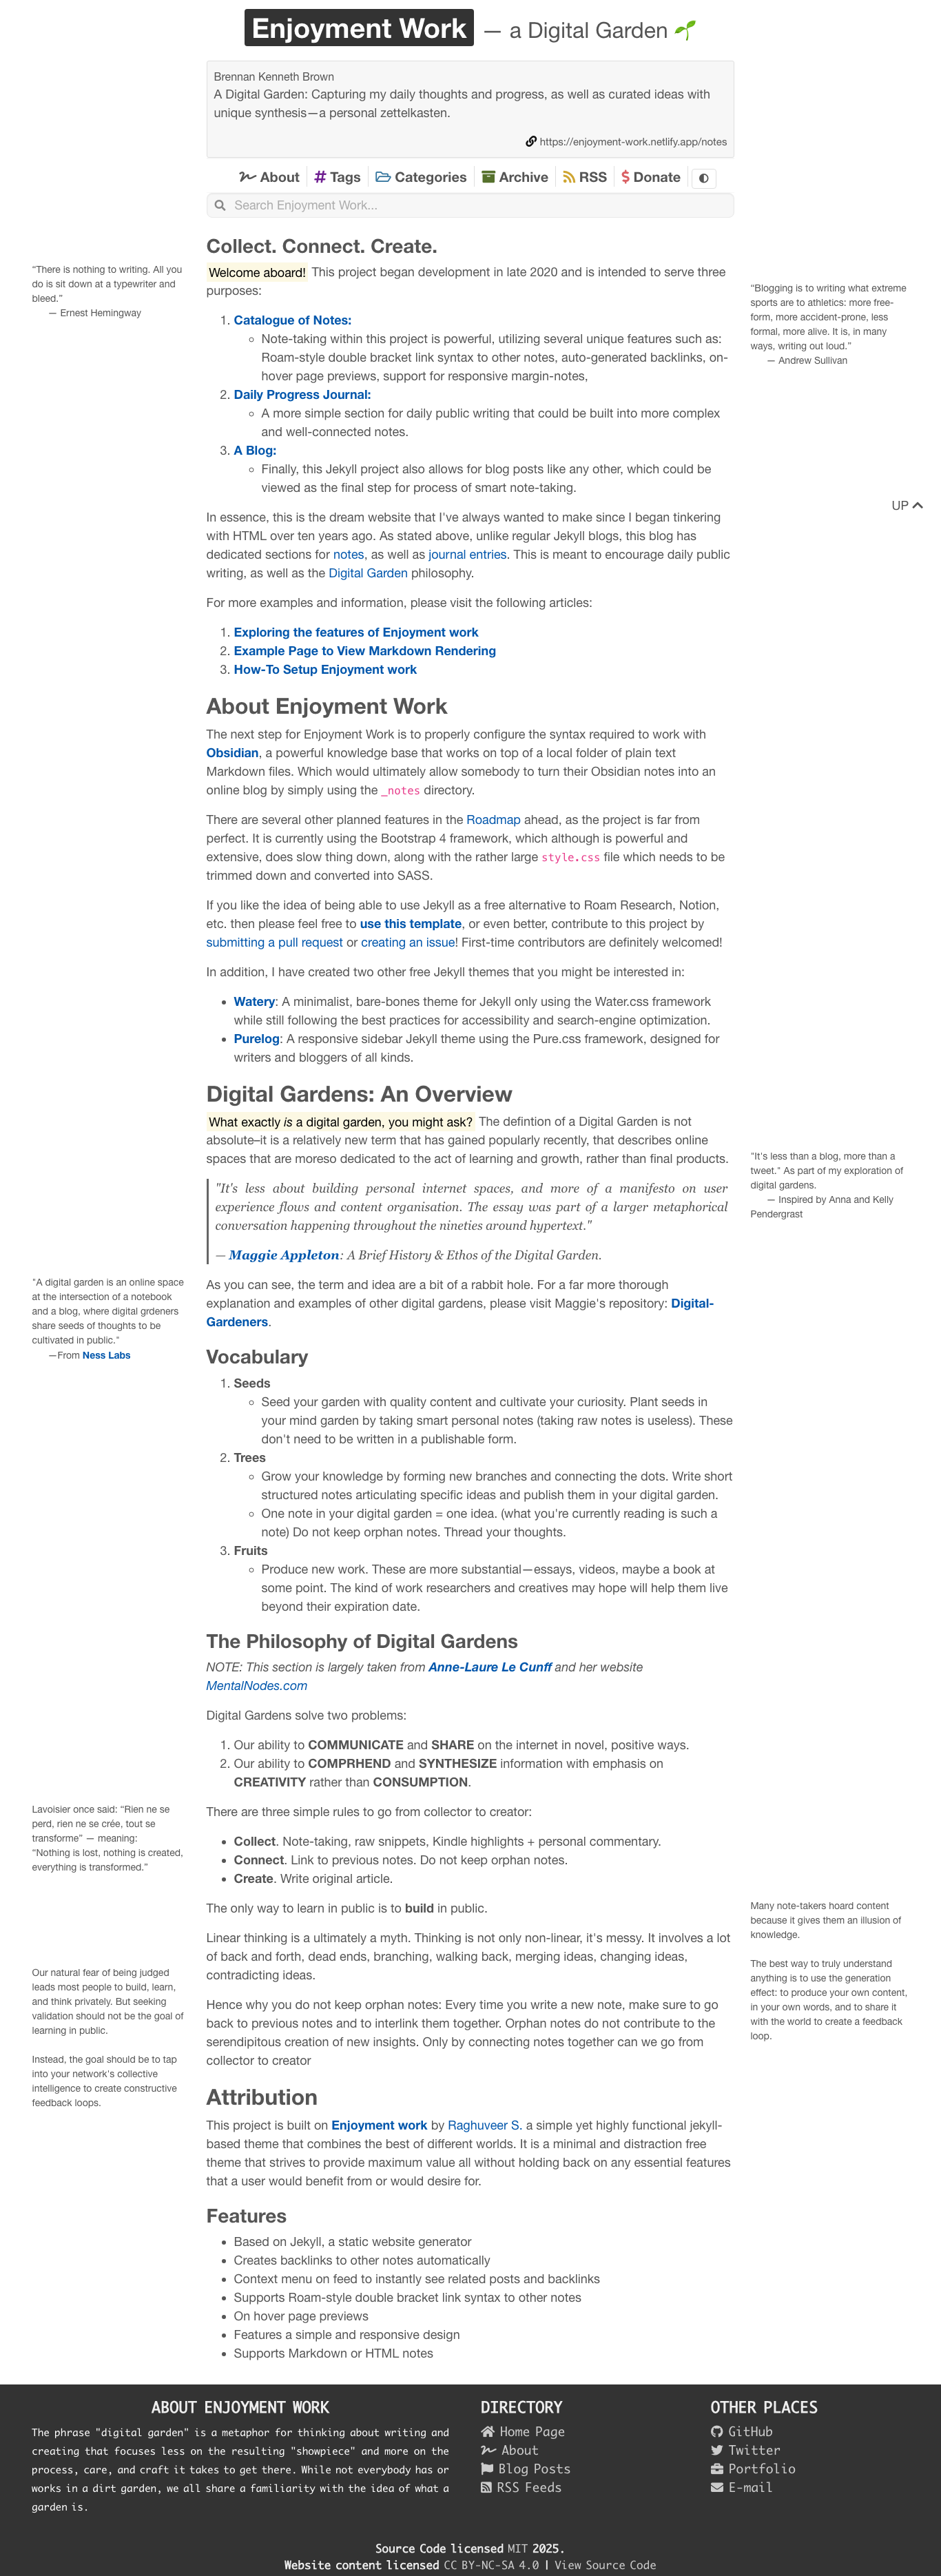 Enjoyment Work — a Digital Garden 🌱
Brennan Kenneth Brown
A Digital Garden: Capturing my daily thoughts and progress, as well as curated ideas with
unique synthesis—a personal zettelkasten.
https://enjoyment-work.netlify.app/notes
About
Tags
Categories
Archive
RSS
Donate
Search Enjoyment Work...
Collect. Connect. Create.
Welcome aboard! This project began development in late 2020 and is intended to serve three
purposes:
“There is nothing to writing. All you
do is sit down at a typewriter and
bleed.”
— Ernest Hemingway
“Blogging is to writing what extreme
sports are to athletics: more free-
form, more accident-prone, less
formal, more alive. It is, in many
ways, writing out loud.”
— Andrew Sullivan
1. Catalogue of Notes:
Note-taking within this project is powerful, utilizing several unique features such as:
Roam-style double bracket link syntax to other notes, auto-generated backlinks, on-
hover page previews, support for responsive margin-notes,
2. Daily Progress Journal:
A more simple section for daily public writing that could be built into more complex
and well-connected notes.
3. A Blog:
Finally, this Jekyll project also allows for blog posts like any other, which could be
viewed as the final step for process of smart note-taking.
UP
In essence, this is the dream website that I've always wanted to make since I began tinkering
with HTML over ten years ago. As stated above, unlike regular Jekyll blogs, this blog has
dedicated sections for notes, as well as journal entries. This is meant to encourage daily public
writing, as well as the Digital Garden philosophy.
For more examples and information, please visit the following articles:
1. Exploring the features of Enjoyment work
2. Example Page to View Markdown Rendering
3. How-To Setup Enjoyment work
About Enjoyment Work
The next step for Enjoyment Work is to properly configure the syntax required to work with
Obsidian, a powerful knowledge base that works on top of a local folder of plain text
Markdown files. Which would ultimately allow somebody to turn their Obsidian notes into an
online blog by simply using the _notes directory.
There are several other planned features in the Roadmap ahead, as the project is far from
perfect. It is currently using the Bootstrap 4 framework, which although is powerful and
extensive, does slow thing down, along with the rather large style.css file which needs to be
trimmed down and converted into SASS.
If you like the idea of being able to use Jekyll as a free alternative to Roam Research, Notion,
etc. then please feel free to use this template, or even better, contribute to this project by
submitting a pull request or creating an issue! First-time contributors are definitely welcomed!
In addition, I have created two other free Jekyll themes that you might be interested in:
Watery: A minimalist, bare-bones theme for Jekyll only using the Water.css framework
while still following the best practices for accessibility and search-engine optimization.
Purelog: A responsive sidebar Jekyll theme using the Pure.css framework, designed for
writers and bloggers of all kinds.
Digital Gardens: An Overview
What exactly is a digital garden, you might ask? The defintion of a Digital Garden is not
absolute–it is a relatively new term that has gained popularly recently, that describes online
spaces that are moreso dedicated to the act of learning and growth, rather than final products.
"It's less than a blog, more than a
tweet." As part of my exploration of
digital gardens.
— Inspired by Anna and Kelly
Pendergrast
"It's less about building personal internet spaces, and more of a manifesto on user
experience flows and content organisation. The essay was part of a larger metaphorical
conversation happening throughout the nineties around hypertext."
— Maggie Appleton: A Brief History & Ethos of the Digital Garden.
"A digital garden is an online space
at the intersection of a notebook
and a blog, where digital grdeners
share seeds of thoughts to be
cultivated in public."
—From Ness Labs
As you can see, the term and idea are a bit of a rabbit hole. For a far more thorough
explanation and examples of other digital gardens, please visit Maggie's repository: Digital-
Gardeners.
Vocabulary
1. Seeds
Seed your garden with quality content and cultivate your curiosity. Plant seeds in
your mind garden by taking smart personal notes (taking raw notes is useless). These
don't need to be written in a publishable form.
2. Trees
Grow your knowledge by forming new branches and connecting the dots. Write short
structured notes articulating specific ideas and publish them in your digital garden.
One note in your digital garden = one idea. (what you're currently reading is such a
note) Do not keep orphan notes. Thread your thoughts.
3. Fruits
Produce new work. These are more substantial—essays, videos, maybe a book at
some point. The kind of work researchers and creatives may hope will help them live
beyond their expiration date.
The Philosophy of Digital Gardens
NOTE: This section is largely taken from Anne-Laure Le Cunff and her website
MentalNodes.com
Digital Gardens solve two problems:
1. Our ability to COMMUNICATE and SHARE on the internet in novel, positive ways.
2. Our ability to COMPRHEND and SYNTHESIZE information with emphasis on
CREATIVITY rather than CONSUMPTION.
Lavoisier once said: “Rien ne se
perd, rien ne se crée, tout se
transforme” — meaning:
“Nothing is lost, nothing is created,
everything is transformed.”
There are three simple rules to go from collector to creator:
Collect. Note-taking, raw snippets, Kindle highlights + personal commentary.
Connect. Link to previous notes. Do not keep orphan notes.
Create. Write original article.
The only way to learn in public is to build in public.
Many note-takers hoard content
because it gives them an illusion of
knowledge.
The best way to truly understand
anything is to use the generation
effect: to produce your own content,
in your own words, and to share it
with the world to create a feedback
loop.
Linear thinking is a ultimately a myth. Thinking is not only non-linear, it's messy. It involves a lot
of back and forth, dead ends, branching, walking back, merging ideas, changing ideas,
contradicting ideas.
Our natural fear of being judged
leads most people to build, learn,
and think privately. But seeking
validation should not be the goal of
learning in public.
Instead, the goal should be to tap
into your network's collective
intelligence to create constructive
feedback loops.
Hence why you do not keep orphan notes: Every time you write a new note, make sure to go
back to previous notes and to interlink them together. Orphan notes do not contribute to the
serendipitous creation of new insights. Only by connecting notes together can we go from
collector to creator
Attribution
This project is built on Enjoyment work by Raghuveer S. a simple yet highly functional jekyll-
based theme that combines the best of different worlds. It is a minimal and distraction free
theme that strives to provide maximum value all without holding back on any essential features
that a user would benefit from or would desire for.
Features
Based on Jekyll, a static website generator
Creates backlinks to other notes automatically
Context menu on feed to instantly see related posts and backlinks
Supports Roam-style double bracket link syntax to other notes
On hover page previews
Features a simple and responsive design
Supports Markdown or HTML notes
ABOUT ENJOYMENT WORK
The phrase "digital garden" is a metaphor for thinking about writing and
creating that focuses less on the resulting "showpiece" and more on the
process, care, and craft it takes to get there. While not everybody has or
works in a dirt garden, we all share a familiarity with the idea of what a
garden is.
DIRECTORY
Home Page
About
Blog Posts
RSS Feeds
OTHER PLACES
GitHub
Twitter
Portfolio
E-mail
Source Code licensed MIT 2025.
Website content licensed CC BY-NC-SA 4.0 | View Source Code